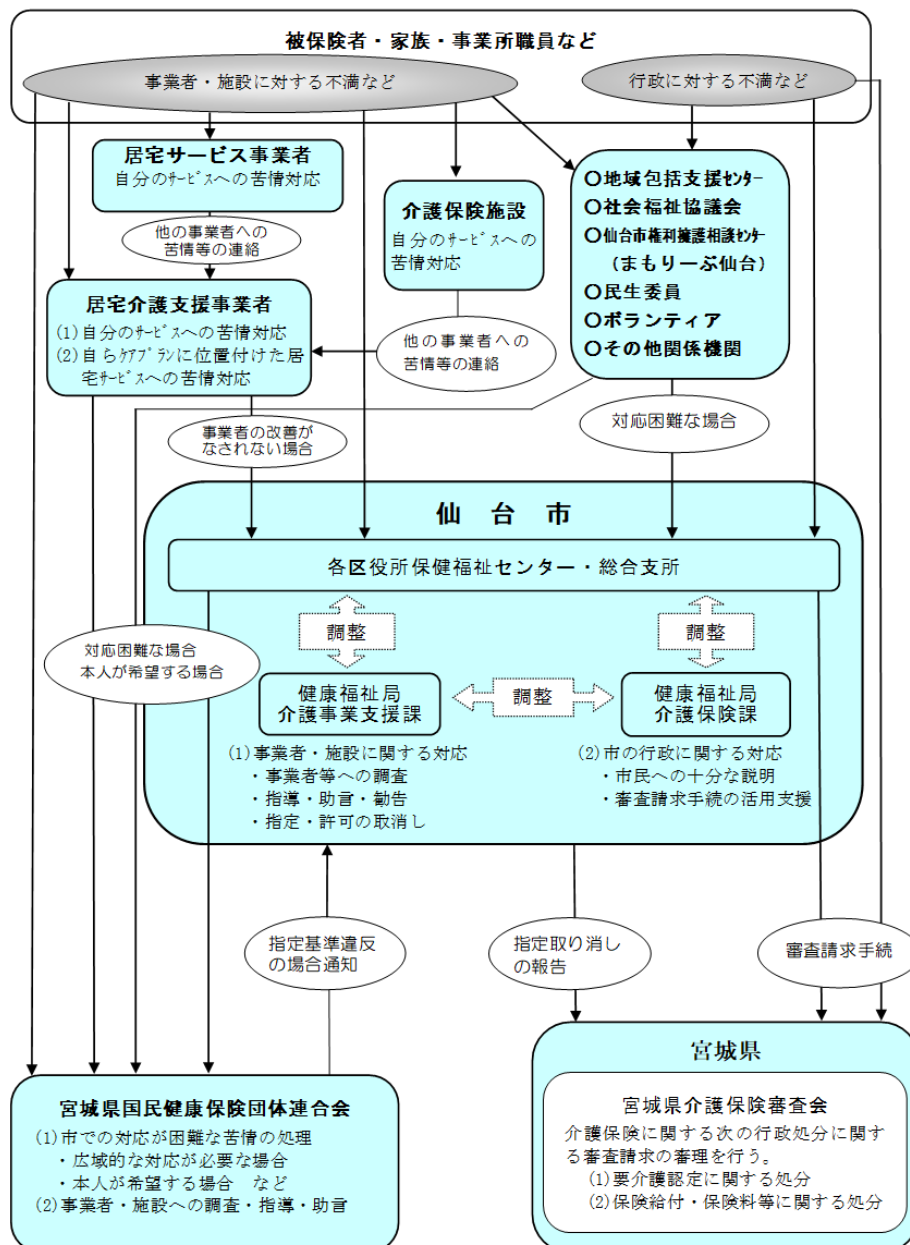 被保険者・家族・事業所職員など
事業者・施設に対する不満など
行政に対する不満など
居宅サービス事業者
自分のｻｰﾋﾞｽへの苦情対応
他の事業者への
苦情等の連絡
介護保険施設
自分のサービスへの
苦情対応
〇地域包括支援ｾﾝﾀｰ
〇社会福祉協議会
〇仙台市権利擁護相談ｾﾝﾀｰ
（まもりーぶ仙台）
〇民生委員
〇ボランティア
〇その他関係機関
居宅介護支援事業者
(1)自分のサービスへの苦情対応
(2)自らｹｱﾌﾟﾗﾝに位置付けた居
宅サービスへの苦情対応
他の事業者への
苦情等の連絡
事業者の改善が
なされない場合
対応困難な場合
仙 台 市
各区役所保健福祉センター・総合支所
調整
調整
対応困難な場合
本人が希望する場合
健康福祉局
介護事業支援課
調整
健康福祉局
介護保険課
(1)事業者・施設に関する対応
・事業者等への調査
・指導・助言・勧告
・指定・許可の取消し
(2)市の行政に関する対応
・市民への十分な説明
・審査請求手続の活用支援
指定基準違反
の場合通知
指定取り消し
の報告
審査請求手続
宮城県国民健康保険団体連合会
(1)市での対応が困難な苦情の処理
・広域的な対応が必要な場合
・本人が希望する場合 など
(2)事業者・施設への調査・指導・助言
宮城県
宮城県介護保険審査会
介護保険に関する次の行政処分に関す
る審査請求の審理を行う。
(1)要介護認定に関する処分
(2)保険給付・保険料等に関する処分